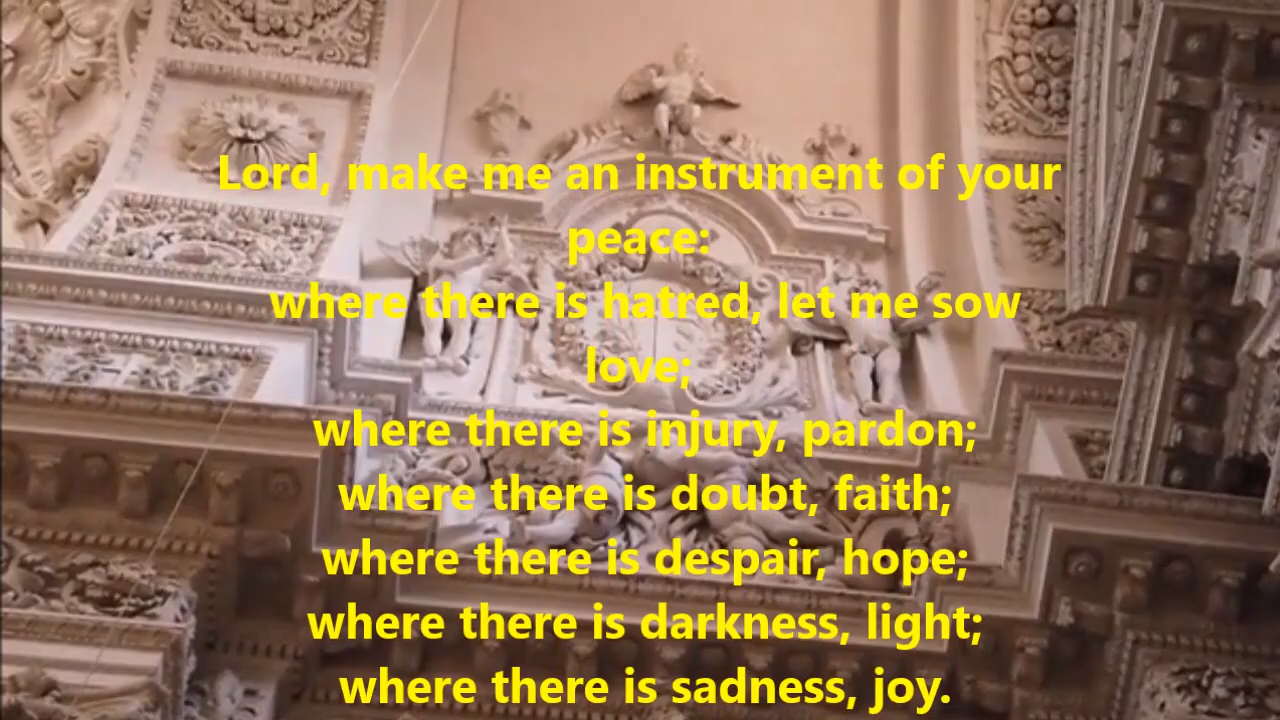 Lord, make me an instrument of your
peace:
where there is hatred, let me sow
love;
where there is injury, pardon;
where there is doubt, faith;
where there is despair, hope;
where there is darkness, light;
where there is sadness, joy.